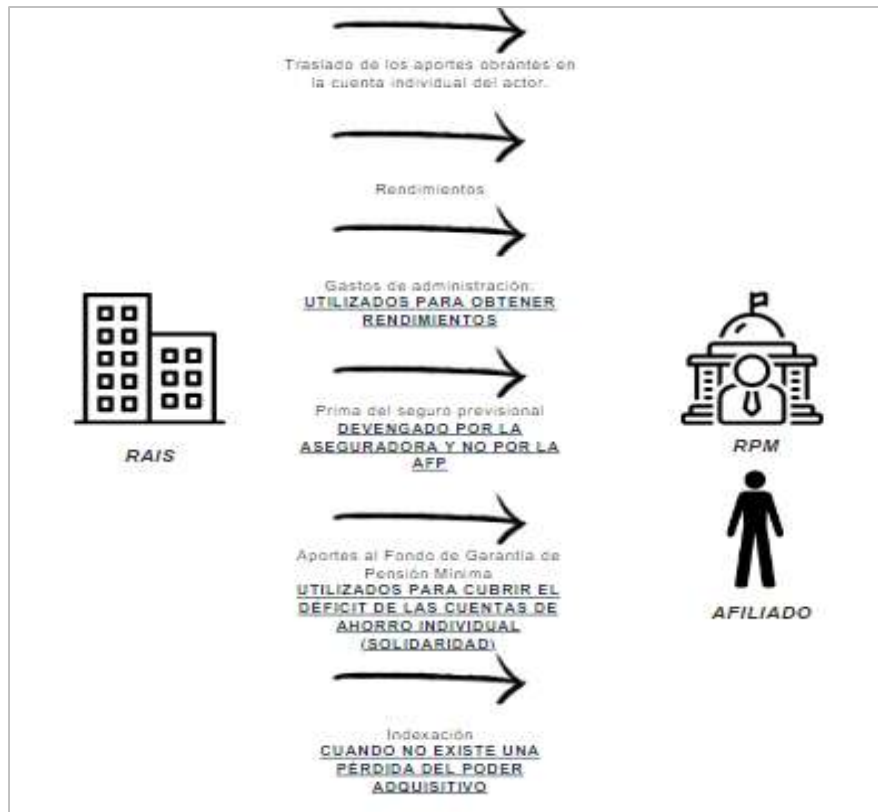 Traslado de los aportes obrantes en
la cuenta individual del actor.
Rendimientos
Gastos de administración.
UTILIZADOS PARA OBTENER
RENDIMIENTOS
Prima del seguro previsional
DEVENGADO POR LA
ASEGURADORA Y NO POR LA
AFP
RAIS
RPM
Aportes al Fondo de Garantía de
Pensión Mínima
UTILIZADOS PARA CUBRIR EL
DÉFICIT DE LAS CUENTAS DE
AHORRO INDIVIDUAL
(SOLIDARIDAD)
AFILIADO
Indexación
CUANDO NO EXISTE UNA
PÉRDIDA DEL PODER
ADQUISITIVO